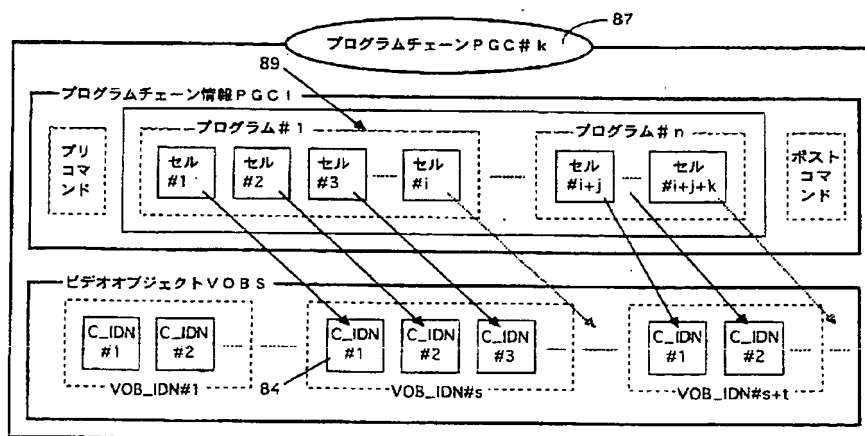 プログラムチェーンPGC#k
87
89
プログラムチェーン情報PGCI
プログラム#1
プログラム#n
プリ
コマ
ンド
セル
#1
セル
#2
セル
#3
セル
#i
セル
#i+j
セル
#i+j+k
ポスト
コマ
ンド
ビデオオブジェクトVOBS
C_IDN
#1
C_IDN
#2
C_IDN
#1
C_IDN
#2
C_IDN
#3
C_IDN
#1
C_IDN
#2
VOB_IDN#1
84
VOB_IDN#s
VOB_IDN#s+t